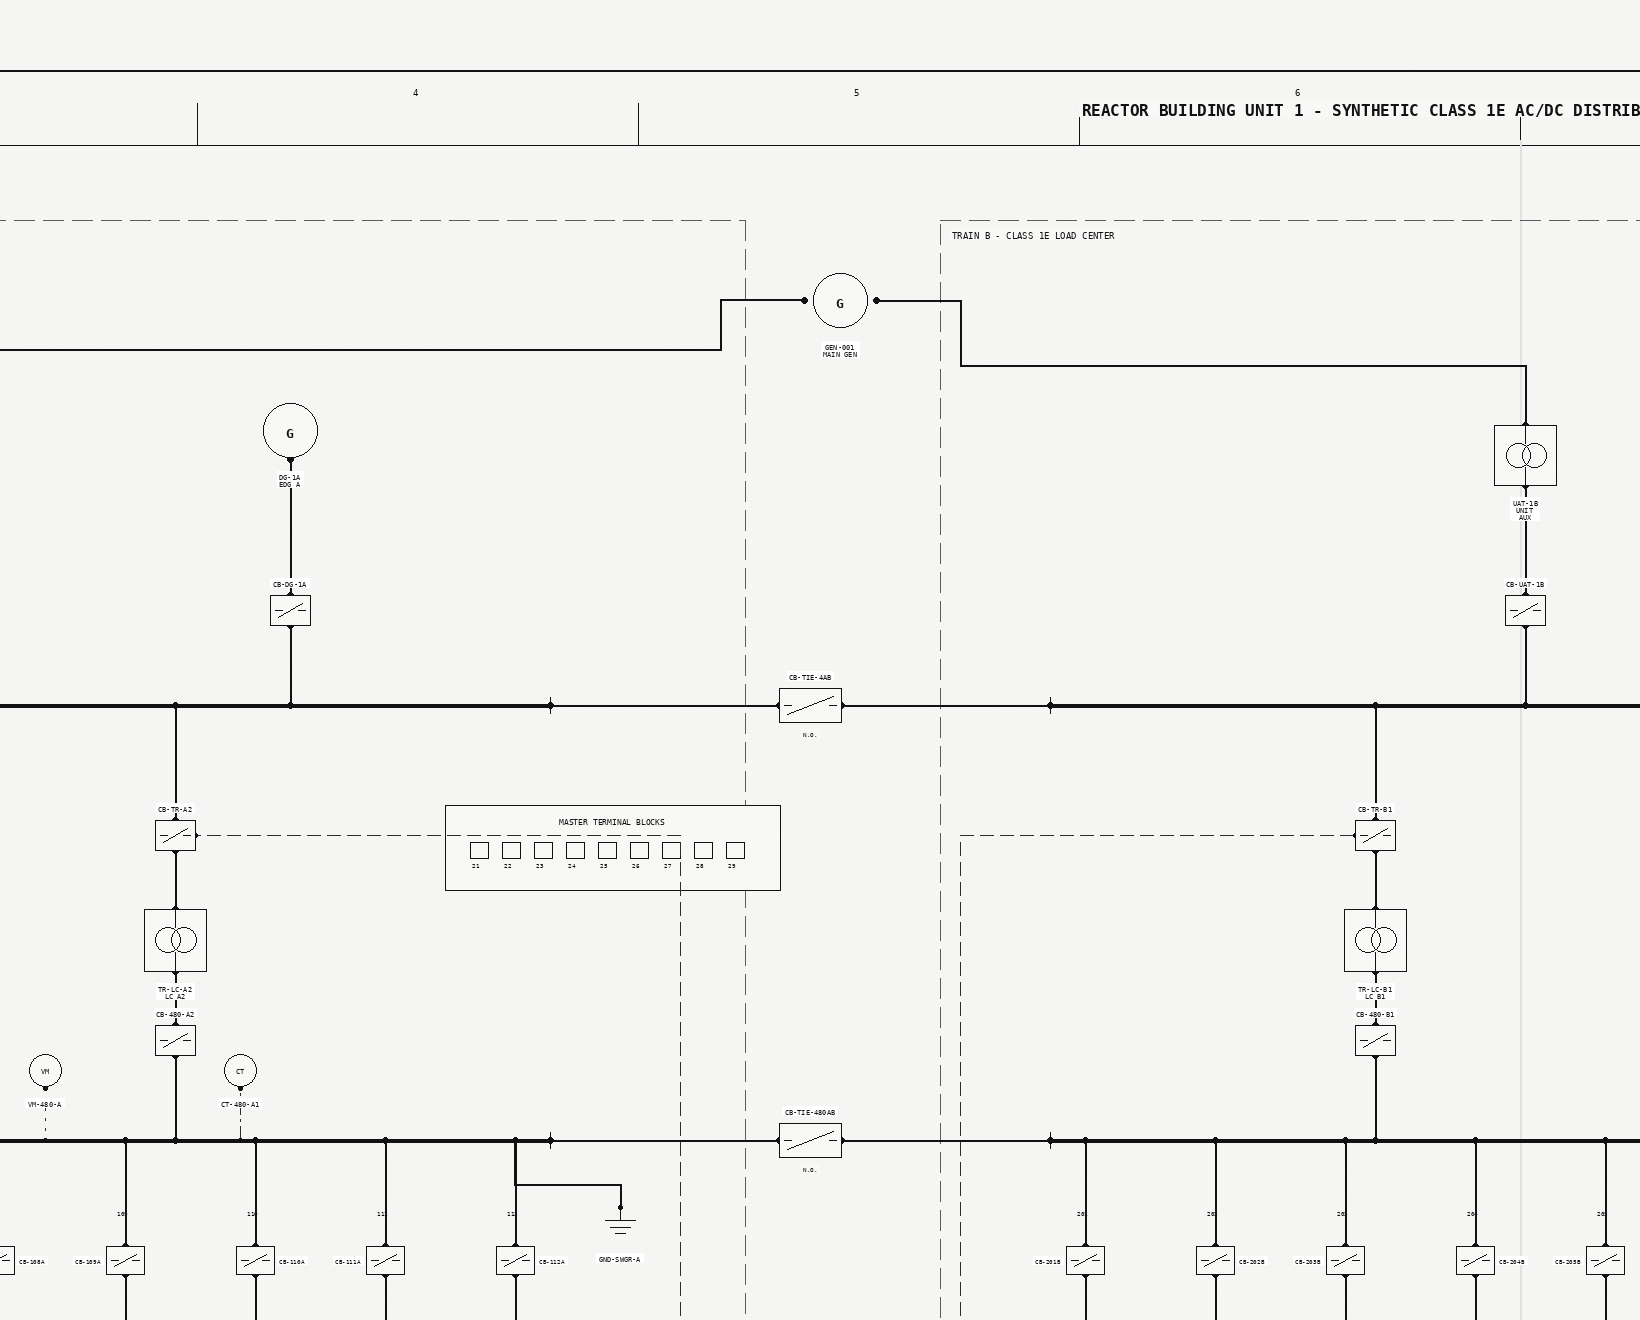 4
5
6
REACTOR BUILDING UNIT 1 - SYNTHETIC CLASS 1E AC/DC DISTRIB
TRAIN B - CLASS 1E LOAD CENTER
G
GEN-001
MAIN GEN
G
DG-1A
EDG A
UAT-1B
UNIT
AUX
CB-DG-1A
CB-UAT-1B
CB-TIE-4AB
N.O.
CB-TR-A2
CB-TR-B1
MASTER TERMINAL BLOCKS
21 22 23 24 25 26 27 28 29
TR-LC-A2
LC A2
TR-LC-B1
LC B1
CB-480-A2
CB-480-B1
VM
CT
VM-480-A
CT-480-A1
CB-TIE-480AB
N.O.
CB-108A
CB-109A
CB-110A
CB-111A
CB-112A
GND-SWGR-A
CB-201B
CB-202B
CB-203B
CB-204B
CB-205B